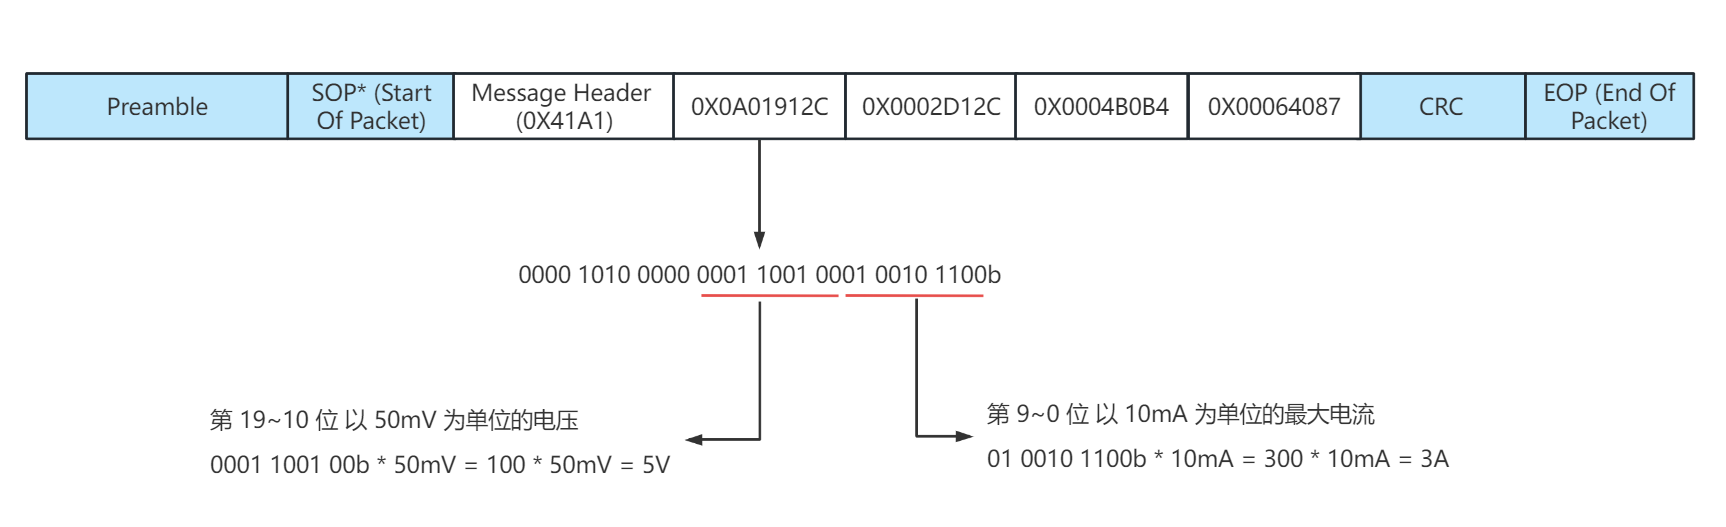 Preamble
SOP* (Start
Of Packet)
Message Header
(0X41A1)
0X0A01912C
0X0002D12C
0X0004B0B4
0X00064087
CRC
EOP (End Of
Packet)
0000 1010 0000 0001 1001 0001 0010 1100b
第 19~10 位 以 50mV 为单位的电压
0001 1001 00b * 50mV = 100 * 50mV = 5V
第 9~0 位 以 10mA 为单位的最大电流
01 0010 1100b * 10mA = 300 * 10mA = 3A